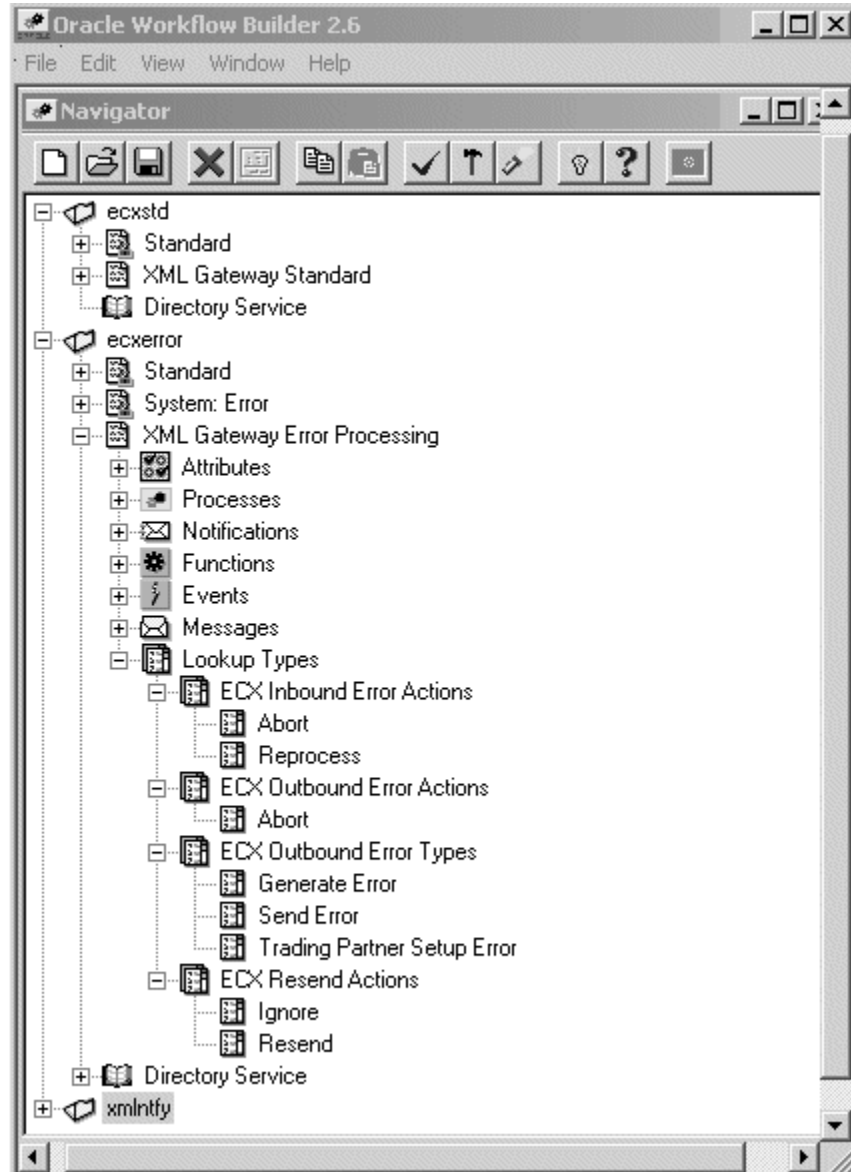 Oracle Workflow Builder 2.6
File Edit View Window Help
Navigator
ecxstd
Standard
XML Gateway Standard
Directory Service
ecxerror
Standard
System: Error
XML Gateway Error Processing
Attributes
Processes
Notifications
Functions
Events
Messages
Lookup Types
ECX Inbound Error Actions
Abort
Reprocess
ECX Outbound Error Actions
Abort
ECX Outbound Error Types
Generate Error
Send Error
Trading Partner Setup Error
ECX Resend Actions
Ignore
Resend
Directory Service
xmlntfy